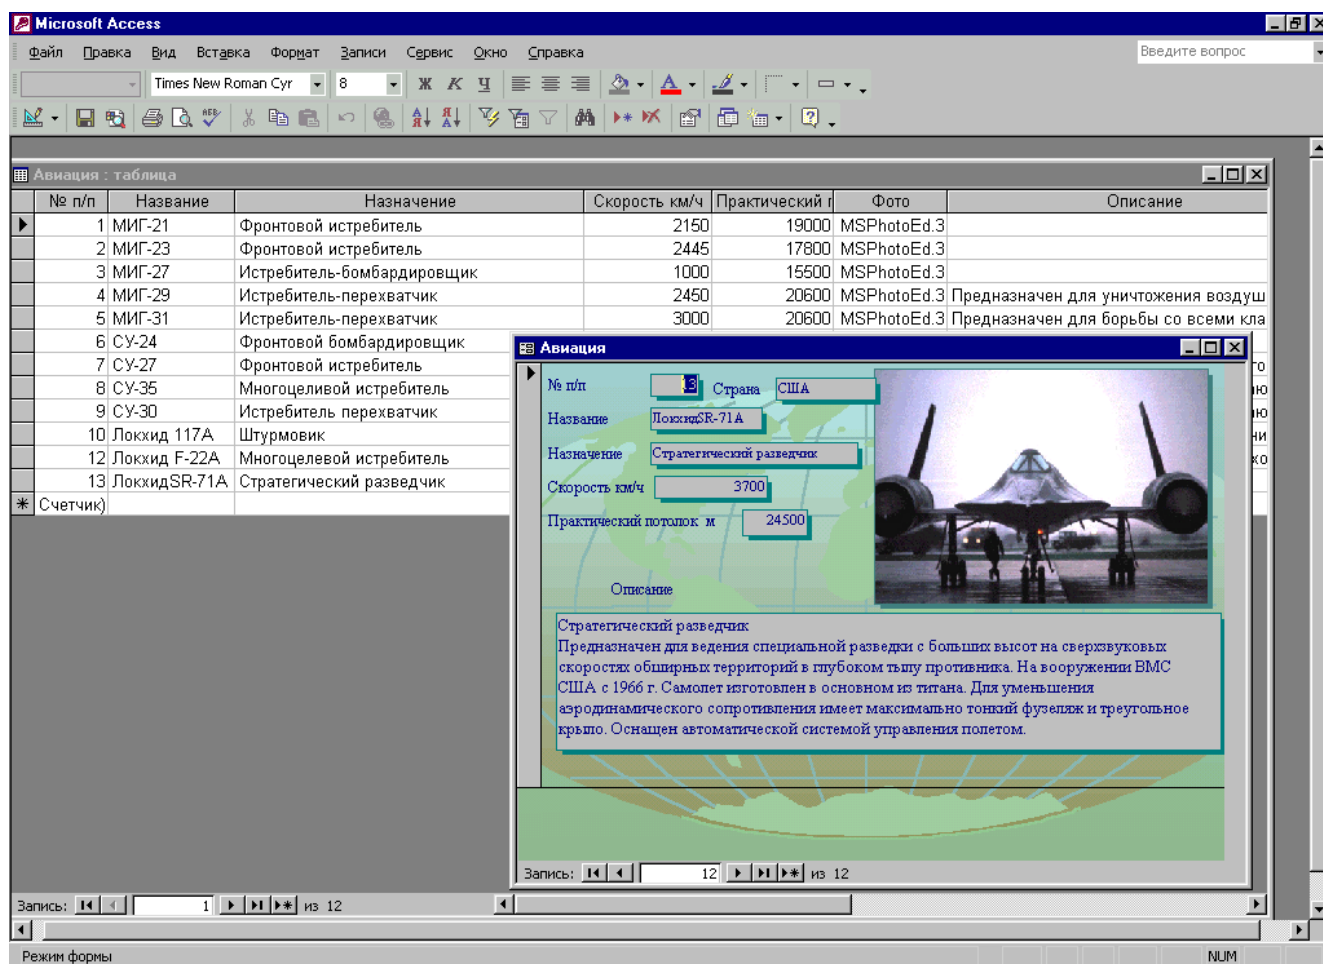 Microsoft Access
Файл Правка Вид Вставка Формат Записи Сервис Окно Справка Введите вопрос
Times New Roman Cyr 8 Ж К Ч
Авиация : таблица
№ п/п Название Назначение Скорость км/ч Практический г Фото Описание
1 МИГ-21 Фронтовой истребитель 2150 19000 MSPhotoEd.3
2 МИГ-23 Фронтовой истребитель 2445 17800 MSPhotoEd.3
3 МИГ-27 Истребитель-бомбардировщик 1000 15500 MSPhotoEd.3
4 МИГ-29 Истребитель-перехватчик 2450 20600 MSPhotoEd.3 Предназначен для уничтожения воздуш
5 МИГ-31 Истребитель-перехватчик 3000 20600 MSPhotoEd.3 Предназначен для борьбы со всеми кла
6 СУ-24 Фронтовой бомбардировщик
7 СУ-27 Фронтовой истребитель
8 СУ-35 Многоцеливой истребитель
9 СУ-30 Истребитель перехватчик
10 Локхид 117А Штурмовик
12 Локхид F-22А Многоцелевой истребитель
13 ЛокхидSR-71А Стратегический разведчик
Счетчик)
Авиация
№ п/п 13 Страна США
Название ЛокхидSR-71А
Назначение Стратегический разведчик
Скорость км/ч 3700
Практический потолок м 24500
Описание
Стратегический разведчик
Предназначен для ведения специальной разведки с больших высот на сверхзвуковых
скоростях обширных территорий в глубоком тылу противника. На вооружении ВМС
США с 1966 г. Самолет изготовлен в основном из титана. Для уменьшения
аэродинамического сопротивления имеет максимально тонкий фузеляж и треугольное
крыло. Оснащен автоматической системой управления полетом.
Запись: 12 из 12
Запись: 1 из 12
Режим формы NUM